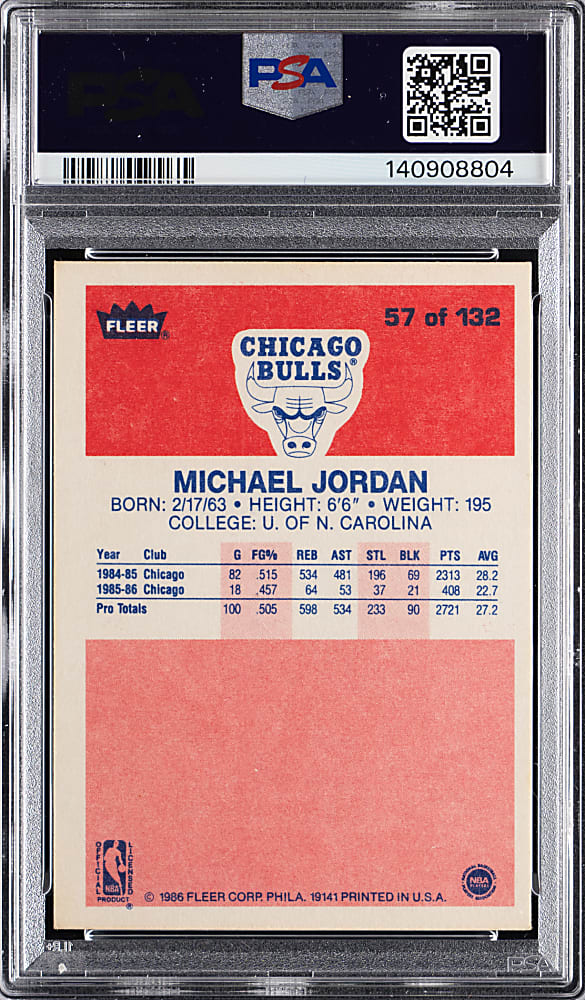 PSA
140908804
FLEER®
57 of 132
CHICAGO
BULLS®
MICHAEL JORDAN
BORN: 2/17/63 • HEIGHT: 6'6" • WEIGHT: 195
COLLEGE: U. OF N. CAROLINA
Year Club G FG% REB AST STL BLK PTS AVG
1984-85 Chicago 82 .515 534 481 196 69 2313 28.2
1985-86 Chicago 18 .457 64 53 37 21 408 22.7
Pro Totals 100 .505 598 534 233 90 2721 27.2
OFFICIAL
LICENSED
NBA
PRODUCT®
© 1986 FLEER CORP. PHILA. 19141 PRINTED IN U.S.A.
NBA
PLAYERS
PSA